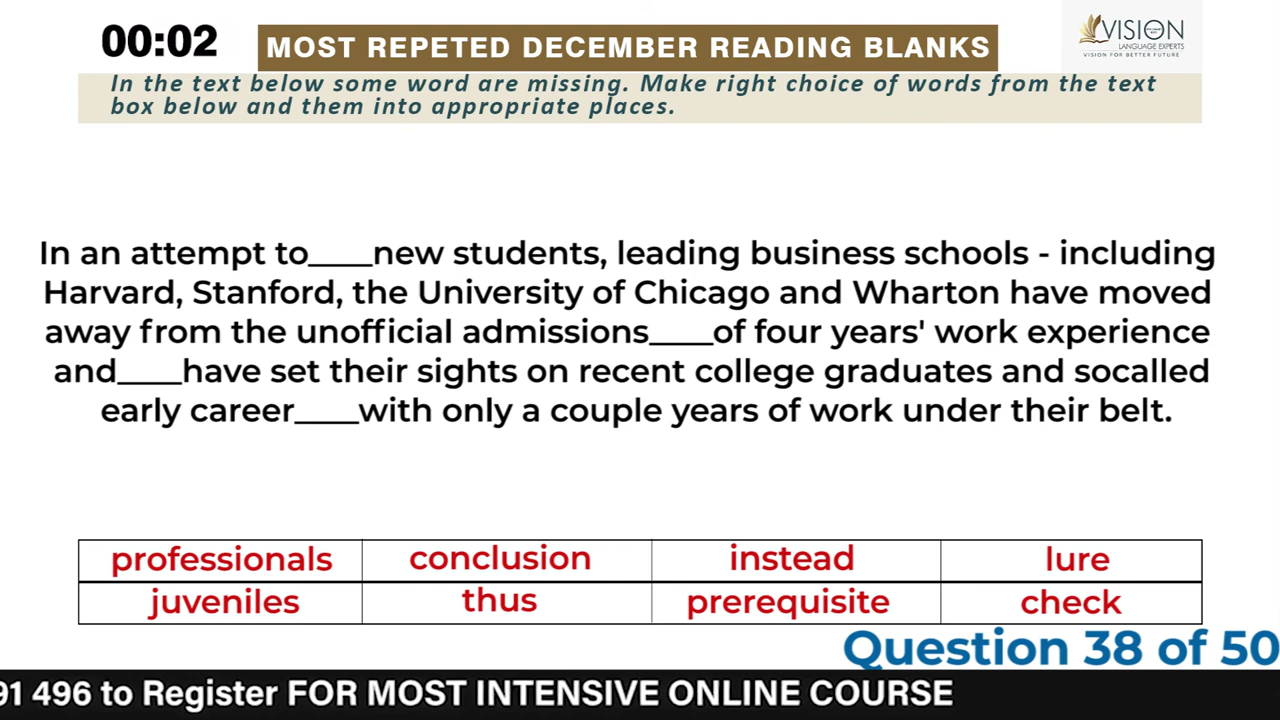 00:02
MOST REPETED DECEMBER READING BLANKS
VISION
LANGUAGE EXPERTS
VISION FOR BETTER FUTURE
In the text below some word are missing. Make right choice of words from the text
box below and them into appropriate places.
In an attempt to____new students, leading business schools - including
Harvard, Stanford, the University of Chicago and Wharton have moved
away from the unofficial admissions____of four years' work experience
and____have set their sights on recent college graduates and socalled
early career____with only a couple years of work under their belt.
professionals conclusion instead lure
juveniles thus prerequisite check
Question 38 of 50
91 496 to Register FOR MOST INTENSIVE ONLINE COURSE